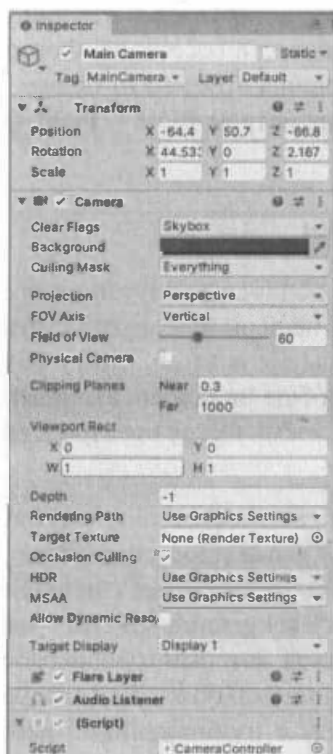 Inspector
Main Camera Static
Tag MainCamera Layer Default
Transform
Position X -64.4 Y 50.7 Z -66.8
Rotation X 44.53: Y 0 Z 2.167
Scale X 1 Y 1 Z 1
Camera
Clear Flags Skybox
Background
Culling Mask Everything
Projection Perspective
FOV Axis Vertical
Field of View 60
Physical Camera
Clipping Planes Near 0.3
Far 1000
Viewport Rect
X 0 Y 0
W 1 H 1
Depth -1
Rendering Path Use Graphics Settings
Target Texture None (Render Texture)
Occlusion Culling
HDR Use Graphics Settings
MSAA Use Graphics Settings
Allow Dynamic Reso
Target Display Display 1
Flare Layer
Audio Listener
(Script)
Script CameraController